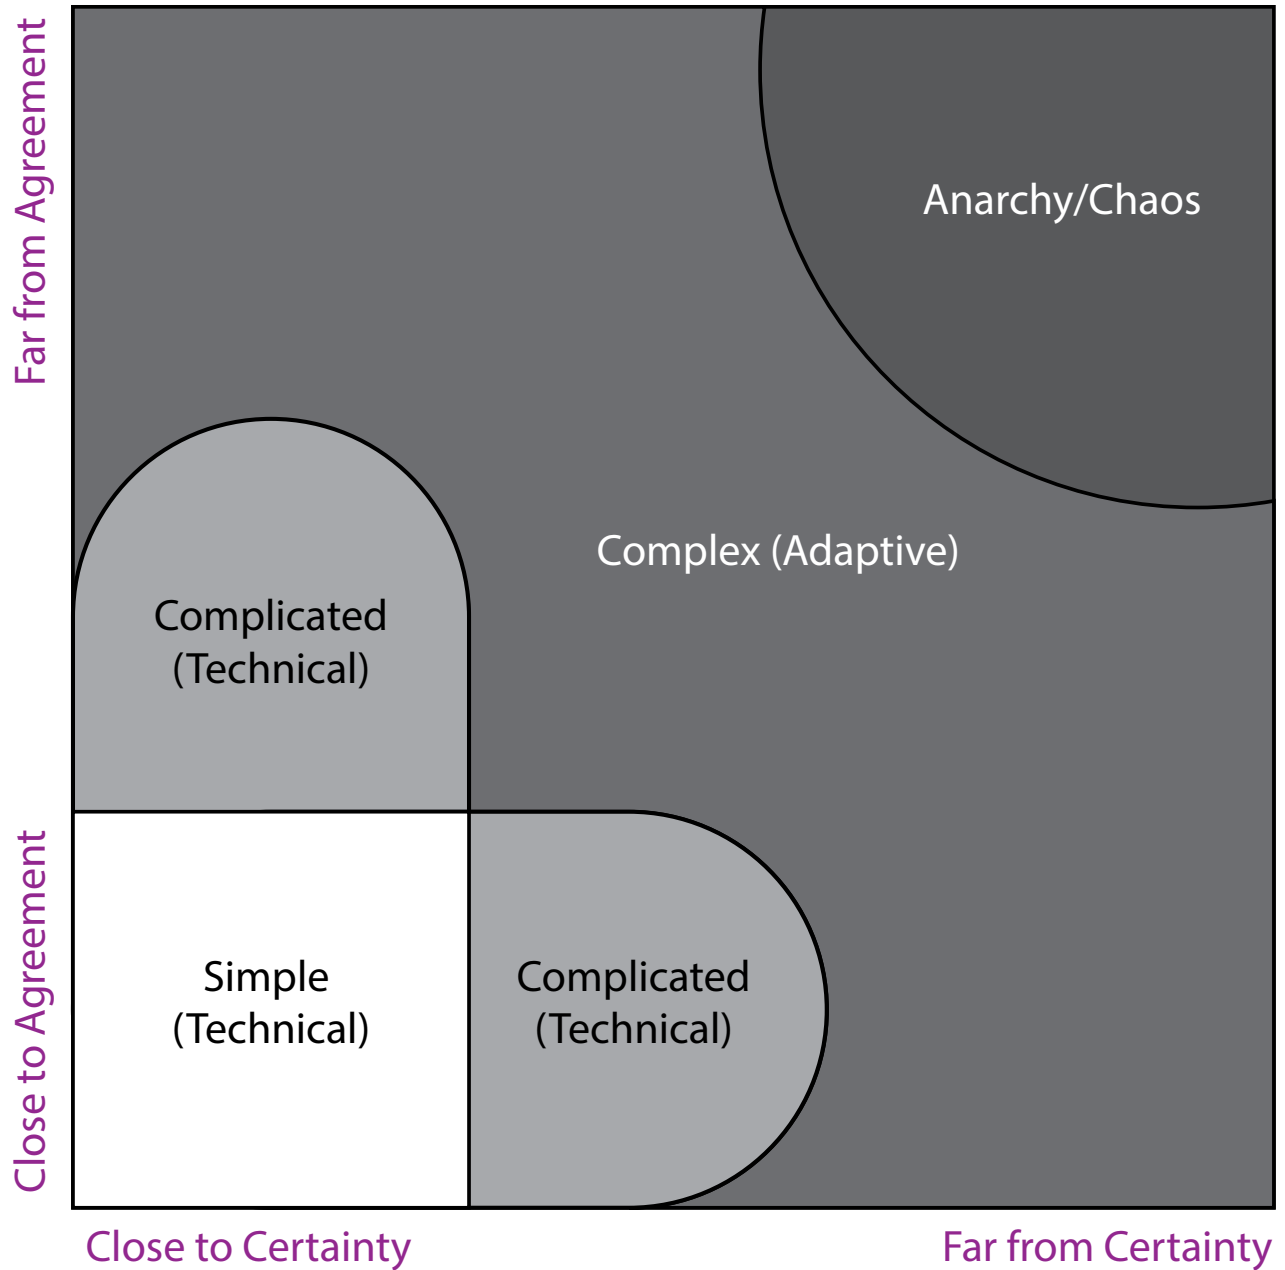 Far from Agreement
Anarchy/Chaos
Complex (Adaptive)
Complicated
(Technical)
Close to Agreement
Simple
(Technical)
Complicated
(Technical)
Close to Certainty
Far from Certainty